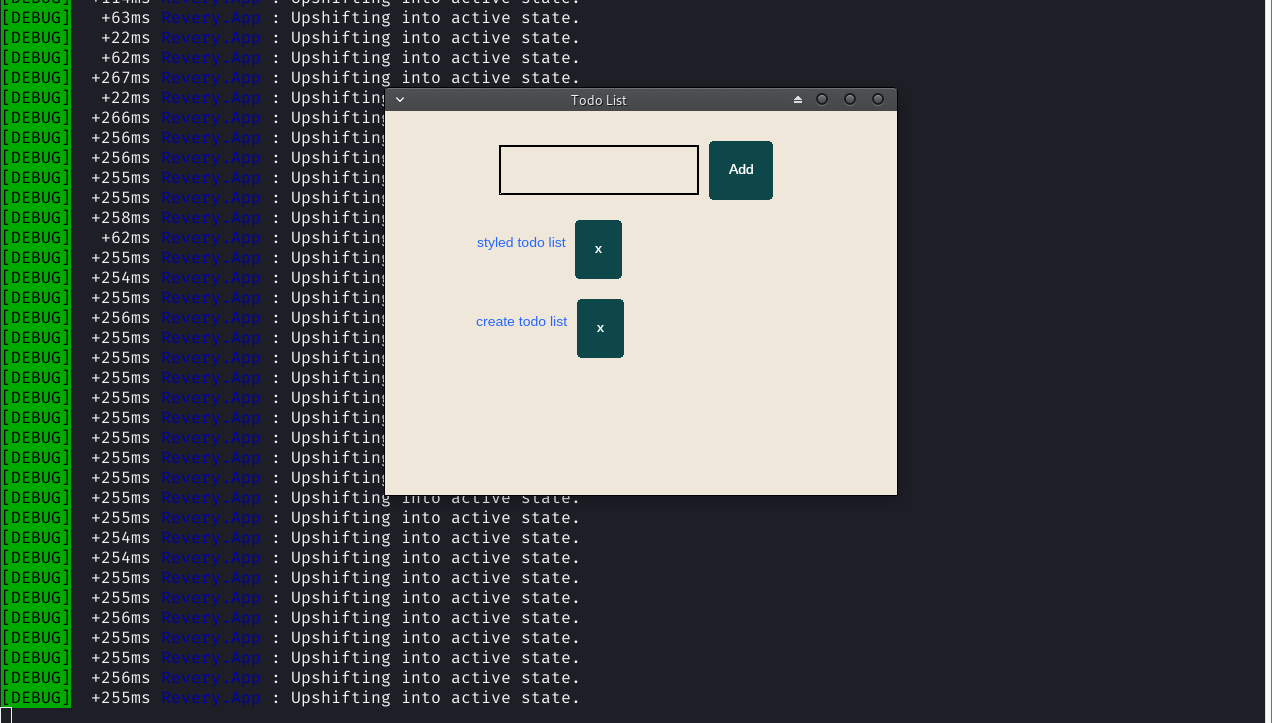 [DEBUG] +114ms Revery.App : Upshifting into active state.
[DEBUG] +63ms Revery.App : Upshifting into active state.
[DEBUG] +22ms Revery.App : Upshifting into active state.
[DEBUG] +62ms Revery.App : Upshifting into active state.
[DEBUG] +267ms Revery.App : Upshifting into active state.
[DEBUG] +22ms Revery.App : Upshifting
[DEBUG] +266ms Revery.App : Upshifting
[DEBUG] +256ms Revery.App : Upshifting
[DEBUG] +256ms Revery.App : Upshifting
[DEBUG] +255ms Revery.App : Upshifting
[DEBUG] +255ms Revery.App : Upshifting
[DEBUG] +258ms Revery.App : Upshifting
[DEBUG] +62ms Revery.App : Upshifting
[DEBUG] +255ms Revery.App : Upshifting
[DEBUG] +254ms Revery.App : Upshifting
[DEBUG] +255ms Revery.App : Upshifting
[DEBUG] +256ms Revery.App : Upshifting
[DEBUG] +255ms Revery.App : Upshifting
[DEBUG] +255ms Revery.App : Upshifting
[DEBUG] +255ms Revery.App : Upshifting
[DEBUG] +255ms Revery.App : Upshifting
[DEBUG] +255ms Revery.App : Upshifting
[DEBUG] +255ms Revery.App : Upshifting
[DEBUG] +255ms Revery.App : Upshifting
[DEBUG] +255ms Revery.App : Upshifting
[DEBUG] +255ms Revery.App : Upshifting into active state.
[DEBUG] +255ms Revery.App : Upshifting into active state.
[DEBUG] +254ms Revery.App : Upshifting into active state.
[DEBUG] +254ms Revery.App : Upshifting into active state.
[DEBUG] +255ms Revery.App : Upshifting into active state.
[DEBUG] +255ms Revery.App : Upshifting into active state.
[DEBUG] +256ms Revery.App : Upshifting into active state.
[DEBUG] +255ms Revery.App : Upshifting into active state.
[DEBUG] +255ms Revery.App : Upshifting into active state.
[DEBUG] +256ms Revery.App : Upshifting into active state.
[DEBUG] +255ms Revery.App : Upshifting into active state.
Todo List
Add
styled todo list x
create todo list x